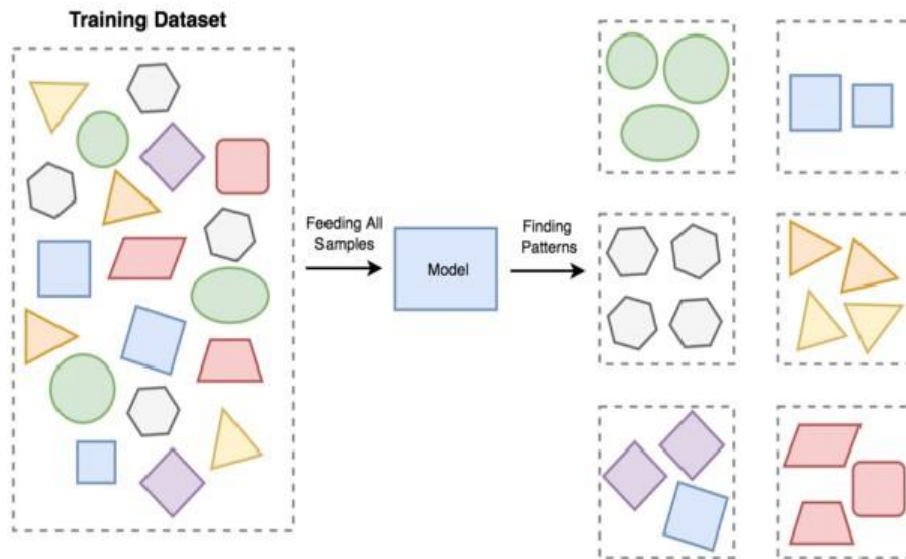 Training Dataset
Feeding All
Samples
Model
Finding
Patterns